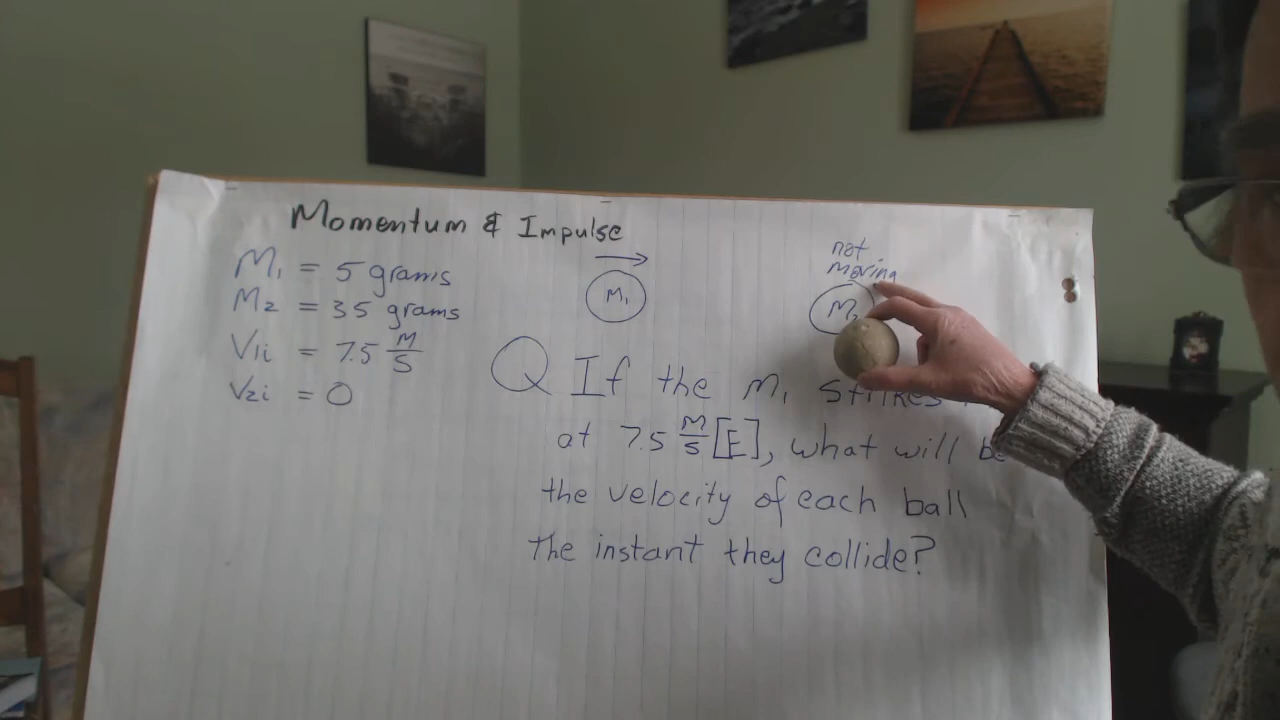 Momentum & Impulse
M₁ = 5 grams
M₂ = 35 grams
V₁i = 7.5 M/S
V₂i = 0
→
M₁
not
moving
M₂
Q If the M₁ strikes
at 7.5 M/S [E], what will be
the velocity of each ball
the instant they collide?